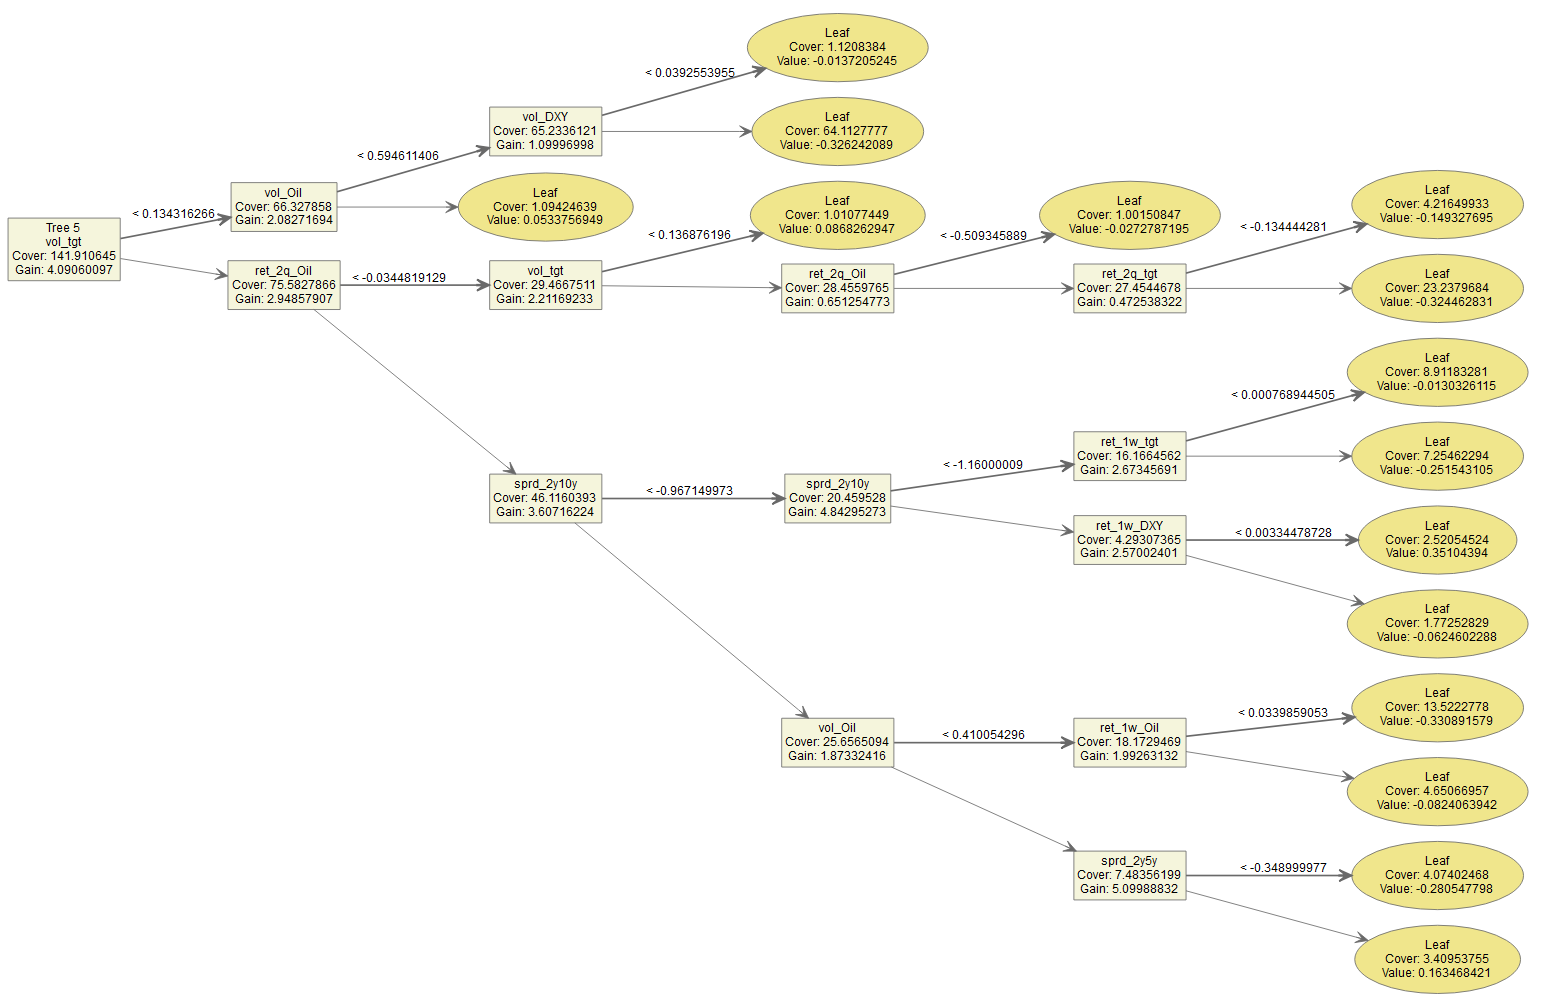 Tree 5
vol_tgt
Cover: 141.910645
Gain: 4.09060097
< 0.134316266
vol_Oil
Cover: 66.327858
Gain: 2.08271694
ret_2q_Oil
Cover: 75.5827866
Gain: 2.94857907
< 0.594611406
vol_DXY
Cover: 65.2336121
Gain: 1.09996998
Leaf
Cover: 1.09424639
Value: 0.0533756949
< -0.0344819129
vol_tgt
Cover: 29.4667511
Gain: 2.21169233
sprd_2y10y
Cover: 46.1160393
Gain: 3.60716224
< 0.0392553955
Leaf
Cover: 1.1208384
Value: -0.0137205245
Leaf
Cover: 64.1127777
Value: -0.326242089
< 0.136876196
Leaf
Cover: 1.01077449
Value: 0.0868262947
ret_2q_Oil
Cover: 28.4559765
Gain: 0.651254773
< -0.967149973
sprd_2y10y
Cover: 20.459528
Gain: 4.84295273
vol_Oil
Cover: 25.6565094
Gain: 1.87332416
< -0.509345889
Leaf
Cover: 1.00150847
Value: -0.0272787195
ret_2q_tgt
Cover: 27.4544678
Gain: 0.472538322
< -1.16000009
ret_1w_tgt
Cover: 16.1664562
Gain: 2.67345691
ret_1w_DXY
Cover: 4.29307365
Gain: 2.57002401
< 0.410054296
ret_1w_Oil
Cover: 18.1729469
Gain: 1.99263132
sprd_2y5y
Cover: 7.48356199
Gain: 5.09988832
< -0.134444281
Leaf
Cover: 4.21649933
Value: -0.149327695
Leaf
Cover: 23.2379684
Value: -0.324462831
< 0.000768944505
Leaf
Cover: 8.91183281
Value: -0.0130326115
Leaf
Cover: 7.25462294
Value: -0.251543105
< 0.00334478728
Leaf
Cover: 2.52054524
Value: 0.35104394
Leaf
Cover: 1.77252829
Value: -0.0624602288
< 0.0339859053
Leaf
Cover: 13.5222778
Value: -0.330891579
Leaf
Cover: 4.65066957
Value: -0.0824063942
< -0.348999977
Leaf
Cover: 4.07402468
Value: -0.280547798
Leaf
Cover: 3.40953755
Value: 0.163468421